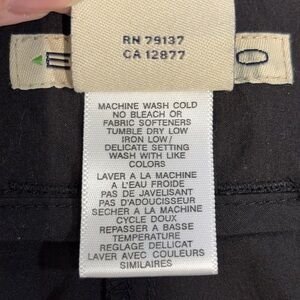 RN 79137
CA 12877
E O
MACHINE WASH COLD
NO BLEACH OR
FABRIC SOFTENERS
TUMBLE DRY LOW
IRON LOW/
DELICATE SETTING
WASH WITH LIKE
COLORS
LAVER A LA MACHINE
A L'EAU FROIDE
PAS DE JAVELISANT
PAS D'ADOUCISSEUR
SECHER A LA MACHINE
CYCLE DOUX
REPASSER A BASSE
TEMPERATURE
REGLAGE DELICAT
LAVER AVEC COULEURS
SIMILAIRES